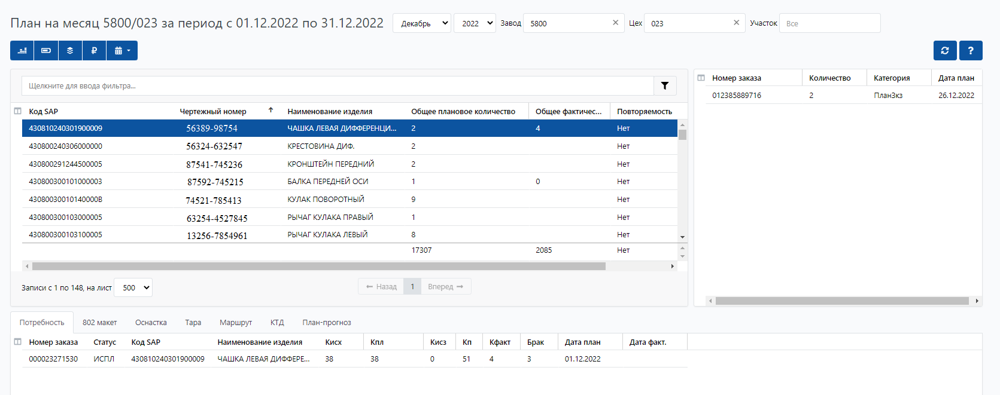 План на месяц 5800/023 за период с 01.12.2022 по 31.12.2022 Декабрь 2022 Завод 5800 Цех 023 Участок Все
Щелкните для ввода фильтра...
Код SAP Чертежный номер Наименование изделия Общее плановое количество Общее фактичес... Повторяемость
430810240301900009 56389-98754 ЧАШКА ЛЕВАЯ ДИФФЕРЕНЦИ... 2 4 Нет
430800240306000000 56324-632547 КРЕСТОВИНА ДИФ. 2 Нет
430800291244500005 87541-745236 КРОНШТЕЙН ПЕРЕДНИЙ 2 Нет
430800300101000003 87592-745215 БАЛКА ПЕРЕДНЕЙ ОСИ 1 0 Нет
43080030010140000В 74521-785413 КУЛАК ПОВОРОТНЫЙ 9 Нет
430800300103000005 63254-4527845 РЫЧАГ КУЛАКА ПРАВЫЙ 1 Нет
430800300103100005 13256-7854961 РЫЧАГ КУЛАКА ЛЕВЫЙ 8 Нет
17307 2085 Нет
Записи с 1 по 148, на лист 500 ← Назад 1 Вперед →
Номер заказа Количество Категория Дата план
012385889716 2 ПланЗкз 26.12.2022
Потребность 802 макет Оснастка Тара Маршрут КТД План-прогноз
Номер заказа Статус Код SAP Наименование изделия Кисх Кпл Кисз Кп Кфакт Брак Дата план Дата факт.
000023271530 ИСПЛ 430810240301900009 ЧАШКА ЛЕВАЯ ДИФФЕРЕ... 38 38 0 51 4 3 01.12.2022